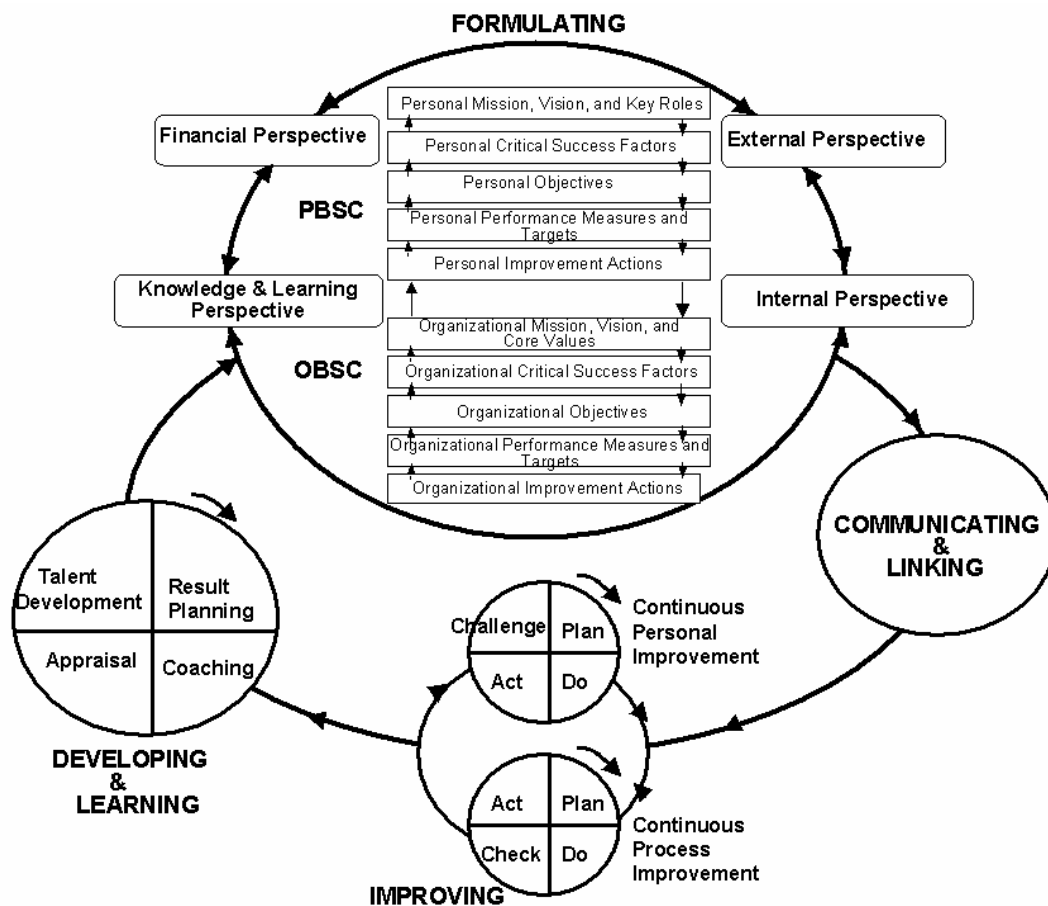 FORMULATING
Personal Mission, Vision, and Key Roles
Financial Perspective
External Perspective
Personal Critical Success Factors
Personal Objectives
PBSC
Personal Performance Measures and
Targets
Personal Improvement Actions
Knowledge & Learning
Perspective
Internal Perspective
Organizational Mission, Vision, and
Core Values
OBSC
Organizational Critical Success Factors
Organizational Objectives
Organizational Performance Measures and
Targets
Organizational Improvement Actions
COMMUNICATING
&
LINKING
Talent
Development
Result
Planning
Appraisal
Coaching
DEVELOPING
&
LEARNING
Challenge
Plan
Act
Do
Continuous
Personal
Improvement
Act
Plan
Check
Do
Continuous
Process
Improvement
IMPROVING